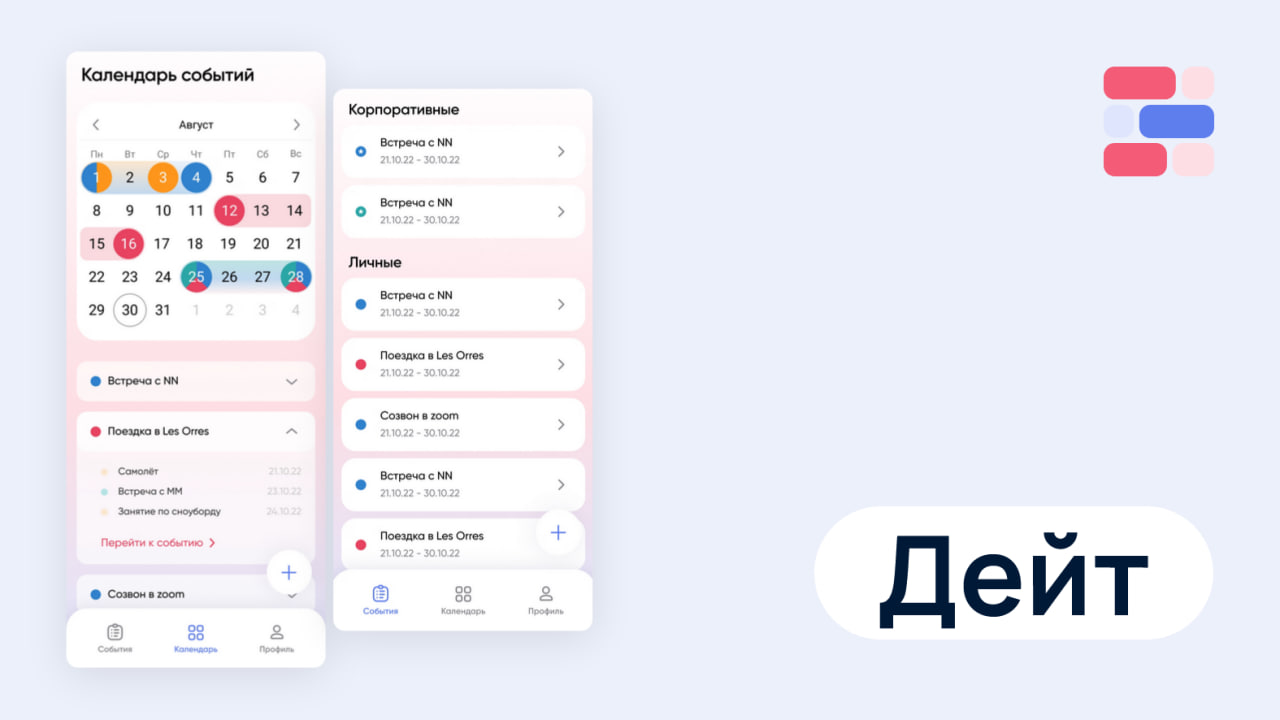 Календарь событий
Август
Пн Вт Ср Чт Пт Сб Вс
1 2 3 4 5 6 7
8 9 10 11 12 13 14
15 16 17 18 19 20 21
22 23 24 25 26 27 28
29 30 31 1 2 3 4
Встреча с NN
Поездка в Les Orres
Самолёт 21.10.22
Встреча с ММ 23.10.22
Занятие по сноуборду 24.10.22
Перейти к событию
Созвон в zoom
События Календарь Профиль
Корпоративные
Встреча с NN
21.10.22 - 30.10.22
Встреча с NN
21.10.22 - 30.10.22
Личные
Встреча с NN
21.10.22 - 30.10.22
Поездка в Les Orres
21.10.22 - 30.10.22
Созвон в zoom
21.10.22 - 30.10.22
Встреча с NN
21.10.22 - 30.10.22
Поездка в Les Orres
21.10.22 - 30.10.22
События Календарь Профиль
Дейт